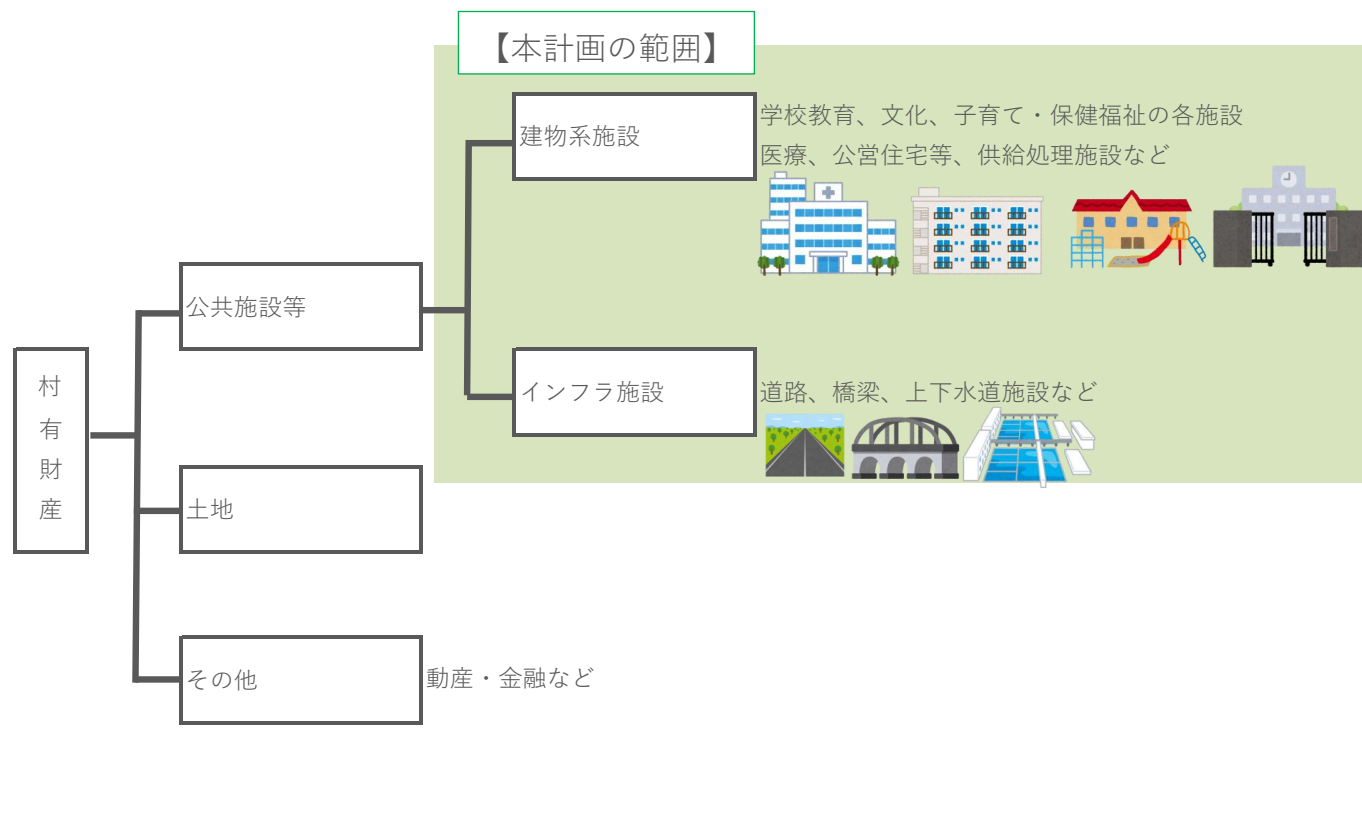 【本計画の範囲】
建物系施設
学校教育、文化、子育て・保健福祉の各施設
医療、公営住宅等、供給処理施設など
公共施設等
村有財産
インフラ施設
道路、橋梁、上下水道施設など
土地
その他
動産・金融など